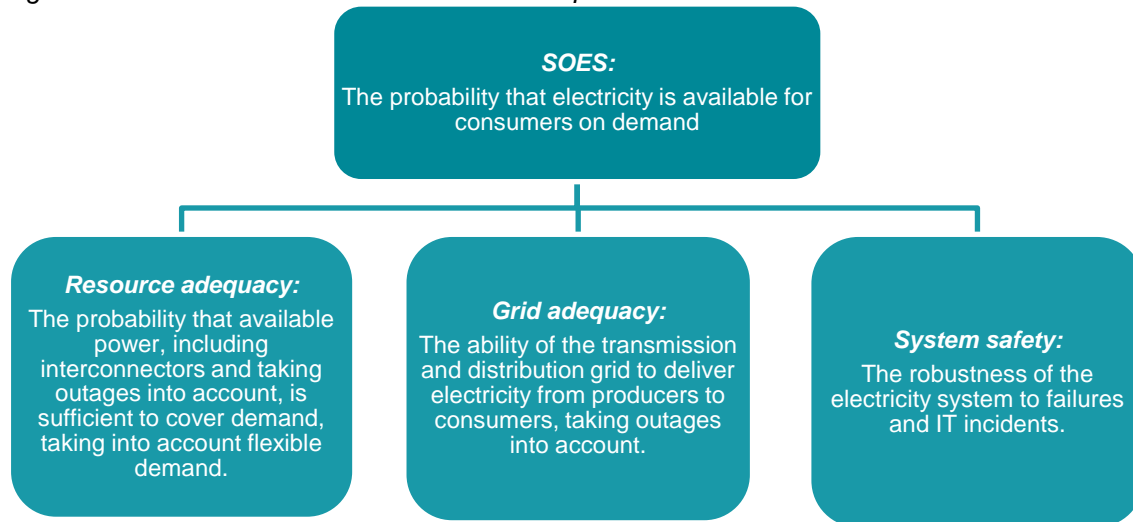 SOES:
The probability that electricity is available for
consumers on demand
Resource adequacy:
The probability that available
power, including
interconnectors and taking
outages into account, is
sufficient to cover demand,
taking into account flexible
demand.
Grid adequacy:
The ability of the transmission
and distribution grid to deliver
electricity from producers to
consumers, taking outages
into account.
System safety:
The robustness of the
electricity system to failures
and IT incidents.